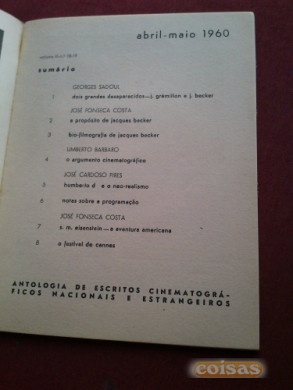 abril-maio 1960
sumário
GEORGES SADOUL
1 dois grandes desaparecidos—j. grémillon e j. becker
JOSÉ FONSECA COSTA
2 a propósito de jacques becker
3 bio-filmografia de jacques becker
UMBERTO BARBARO
4 o argumento cinematográfico
JOSÉ CARDOSO PIRES
5 humberto d e o neo-realismo
6 notas sobre a programação
JOSÉ FONSECA COSTA
7 s. m. eisenstein—a aventura americana
8 o festival de cannes
ANTOLOGIA DE ESCRITOS CINEMATOGRÁ-
FICOS NACIONAIS E ESTRANGEIROS
coisas